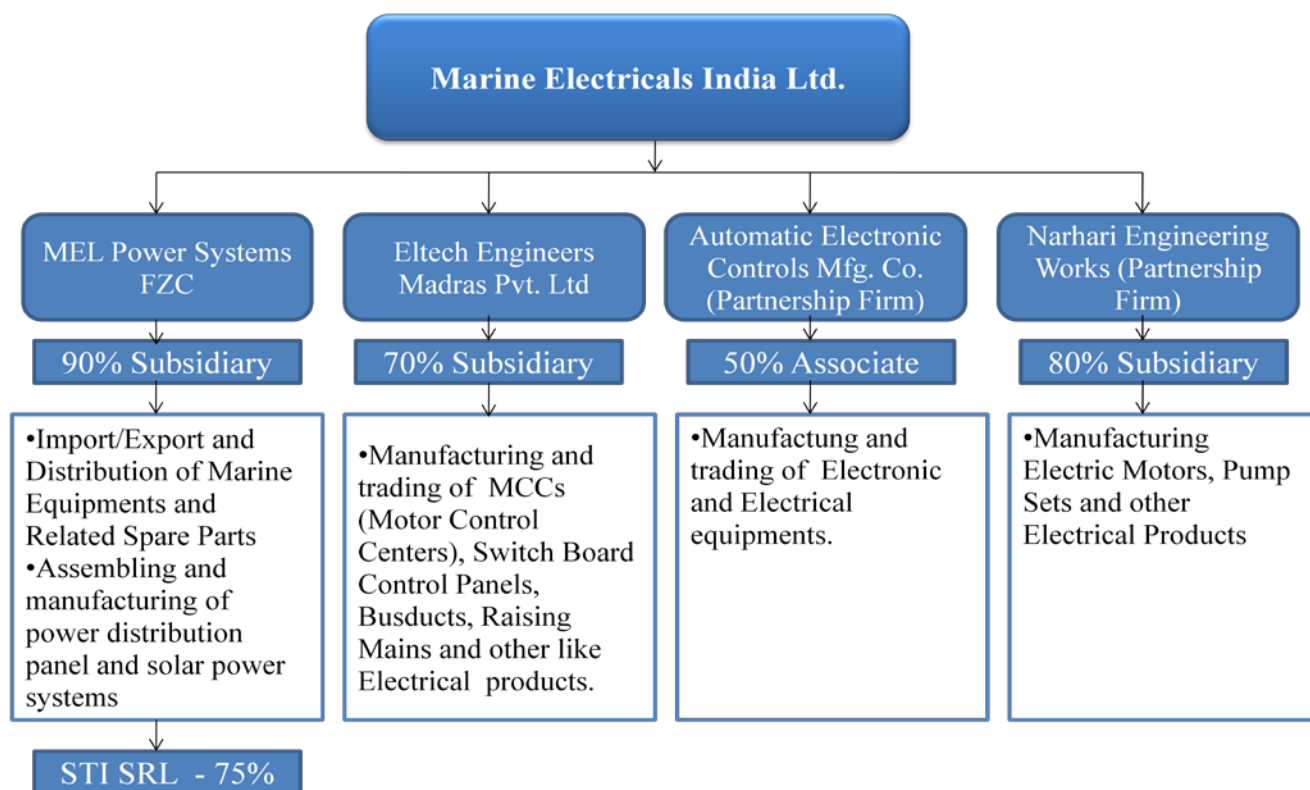 Marine Electricals India Ltd.
MEL Power Systems
FZC
Eltech Engineers
Madras Pvt. Ltd
Automatic Electronic
Controls Mfg. Co.
(Partnership Firm)
Narhari Engineering
Works (Partnership
Firm)
90% Subsidiary
70% Subsidiary
50% Associate
80% Subsidiary
•Import/Export and
Distribution of Marine
Equipments and
Related Spare Parts
•Assembling and
manufacturing of
power distribution
panel and solar power
systems
•Manufacturing and
trading of MCCs
(Motor Control
Centers), Switch Board
Control Panels,
Busducts, Raising
Mains and other like
Electrical products.
•Manufactung and
trading of Electronic
and Electrical
equipments.
•Manufacturing
Electric Motors, Pump
Sets and other
Electrical Products
STI SRL - 75%